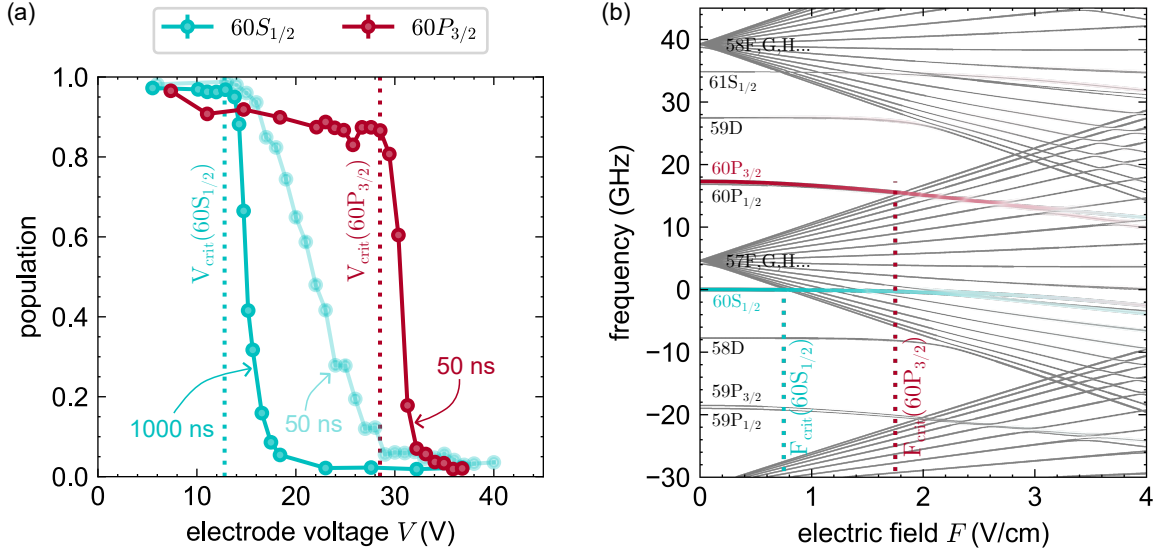 (a)
60S1/2
60P3/2
population
1.0
0.8
0.6
0.4
0.2
0.0
Vcrit(60S1/2)
Vcrit(60P3/2)
1000 ns
50 ns
50 ns
0
10
20
30
40
electrode voltage V (V)
(b)
frequency (GHz)
40
30
20
10
0
−10
−20
−30
58F,G,H...
61S1/2
59D
60P3/2
60P1/2
57F,G,H...
60S1/2
58D
59P3/2
59P1/2
Fcrit(60S1/2)
Fcrit(60P3/2)
0
1
2
3
4
electric field F (V/cm)